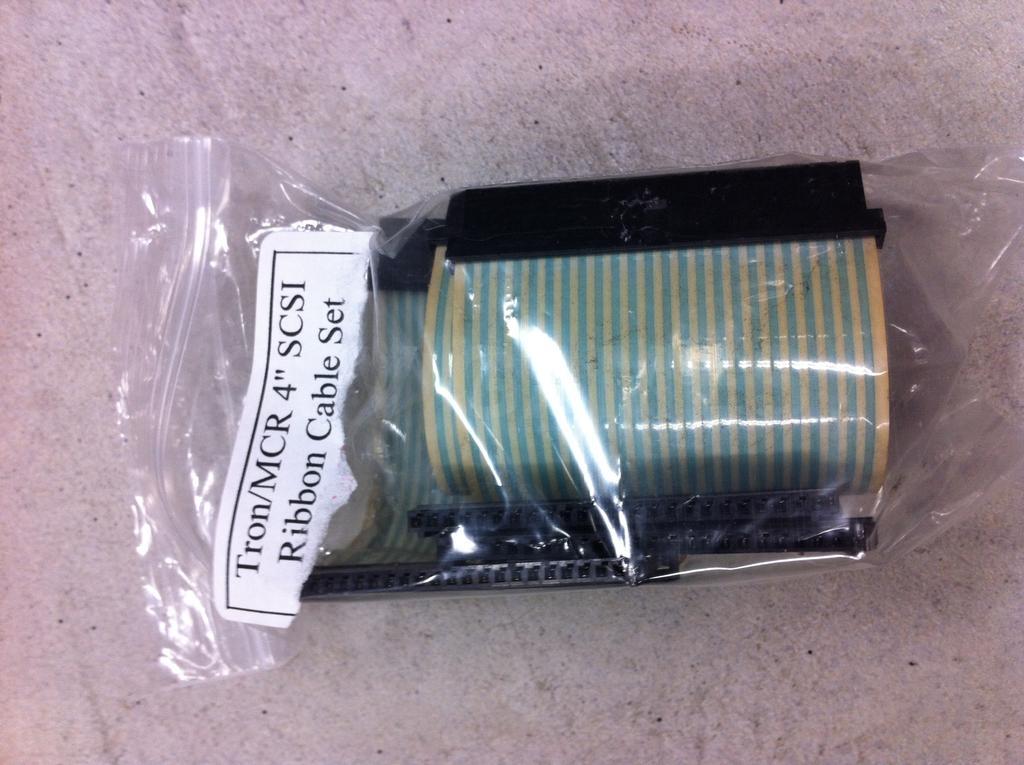 Tron/MCR 4" SCSI
Ribbon Cable Set